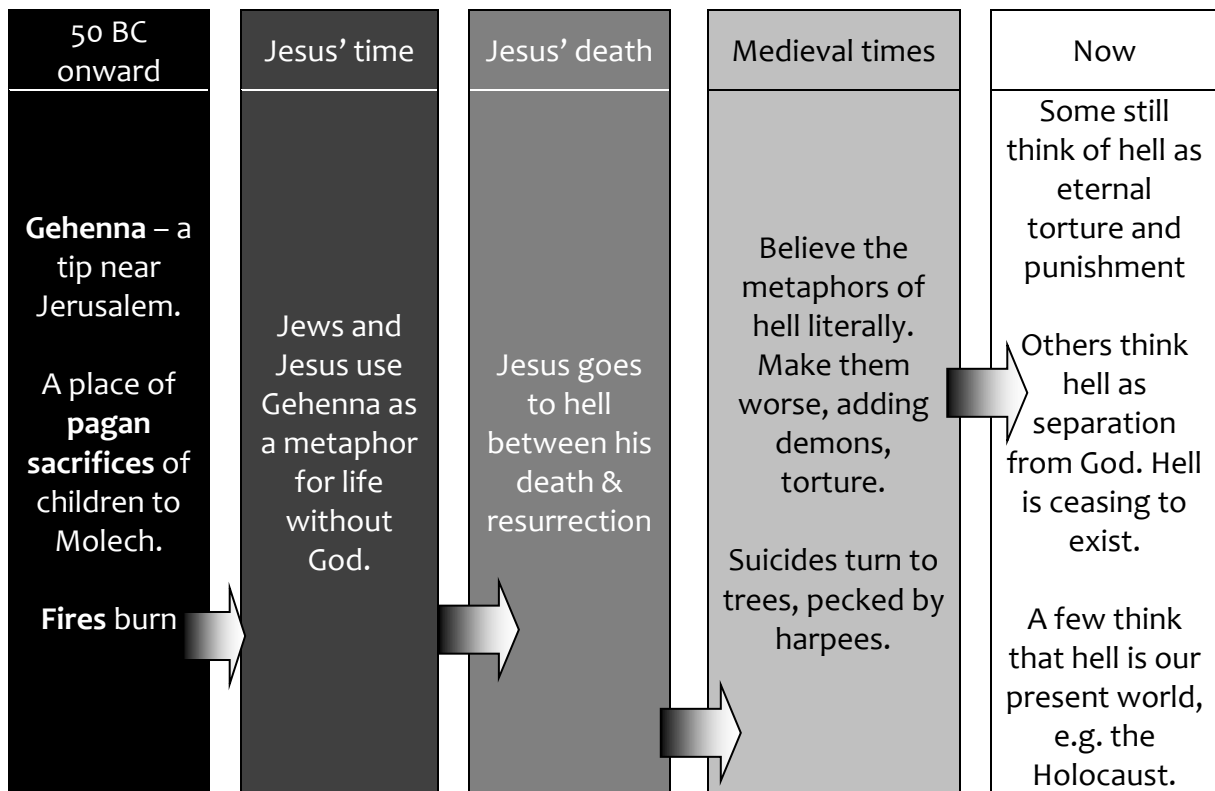 50 BC
onward
Gehenna – a
tip near
Jerusalem.
A place of
pagan
sacrifices of
children to
Molech.
Fires burn
Jesus’ time
Jews and
Jesus use
Gehenna as
a metaphor
for life
without
God.
Jesus’ death
Jesus goes
to hell
between his
death &
resurrection
Medieval times
Believe the
metaphors of
hell literally.
Make them
worse, adding
demons,
torture.
Suicides turn to
trees, pecked by
harpees.
Now
Some still
think of hell as
eternal
torture and
punishment
Others think
hell as
separation
from God. Hell
is ceasing to
exist.
A few think
that hell is our
present world,
e.g. the
Holocaust.